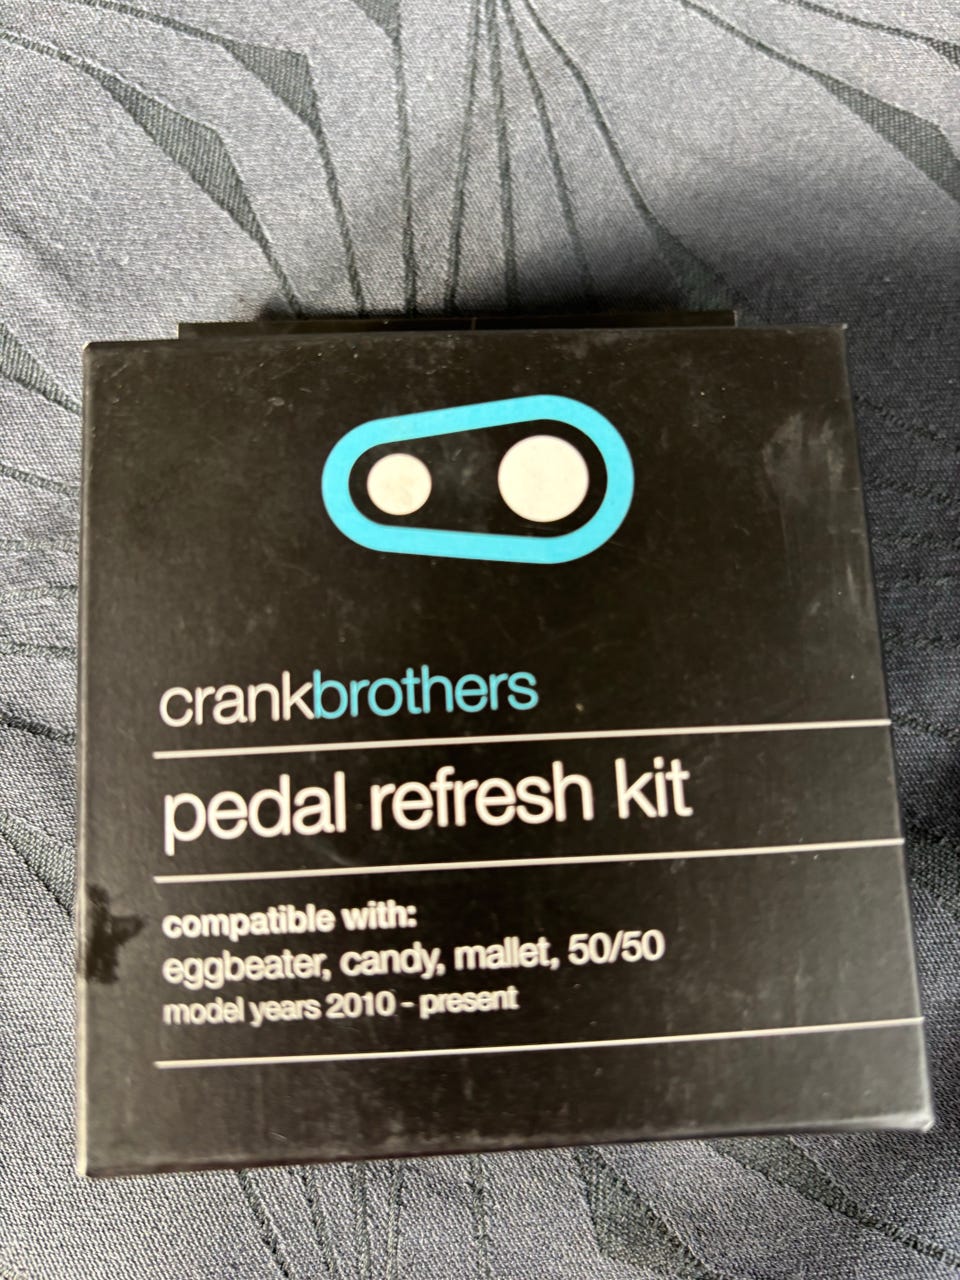 crankbrothers
pedal refresh kit
compatible with:
eggbeater, candy, mallet, 50/50
model years 2010 - present